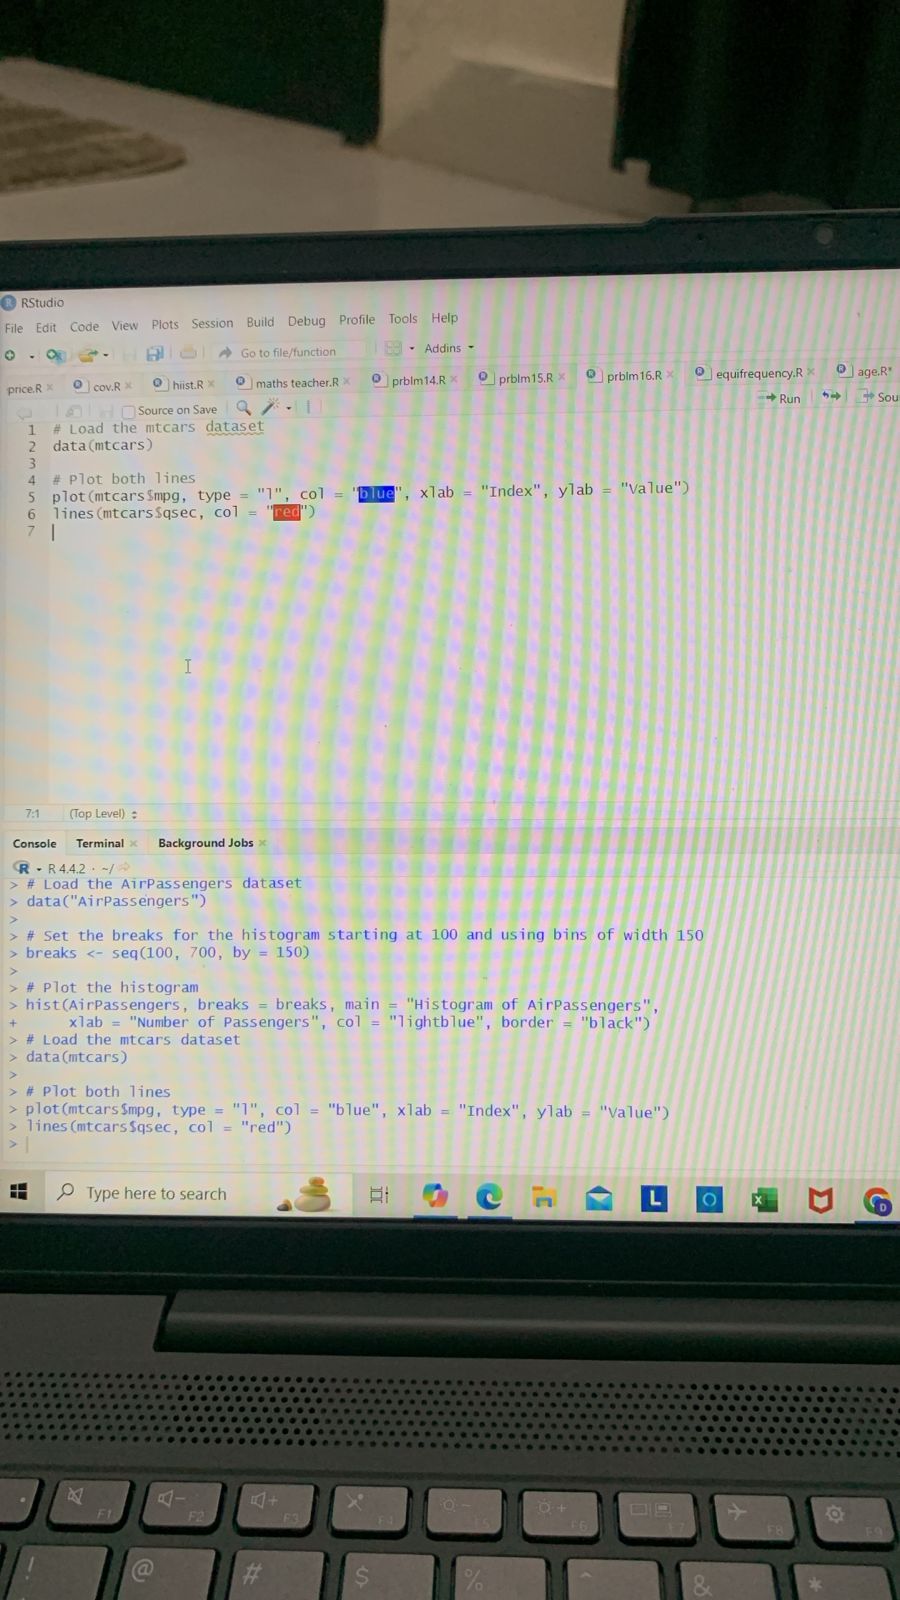 RStudio
File Edit Code View Plots Session Build Debug Profile Tools Help
Go to file/function Addins
price.R cov.R hiist.R maths teacher.R prblm14.R prblm15.R prblm16.R equifrequency.R age.R*
Source on Save Run Sou
1 # Load the mtcars dataset
2 data(mtcars)
3
4 # Plot both lines
5 plot(mtcars$mpg, type = "l", col = "blue", xlab = "Index", ylab = "Value")
6 lines(mtcars$qsec, col = "red")
7
7:1 (Top Level)
Console Terminal Background Jobs
R R 4.4.2 · ~/
> # Load the AirPassengers dataset
> data("AirPassengers")
>
> # Set the breaks for the histogram starting at 100 and using bins of width 150
> breaks <- seq(100, 700, by = 150)
>
> # Plot the histogram
> hist(AirPassengers, breaks = breaks, main = "Histogram of AirPassengers",
+ xlab = "Number of Passengers", col = "lightblue", border = "black")
> # Load the mtcars dataset
> data(mtcars)
>
> # Plot both lines
> plot(mtcars$mpg, type = "l", col = "blue", xlab = "Index", ylab = "Value")
> lines(mtcars$qsec, col = "red")
>
Type here to search L X D
F1 F2 F3 F4 F5 F6 F7 F8 F9
! @ # $ % ^ & *